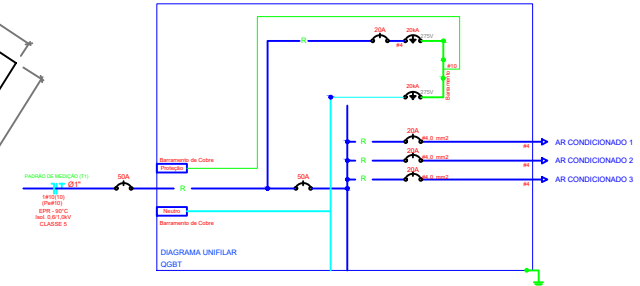 20A
20kA
R
275V
#4
#10
Barramento
20kA
275V
20A
R
#4,0 mm2
#4
AR CONDICIONADO 1
20A
R
#4,0 mm2
#4
AR CONDICIONADO 2
20A
R
#4,0 mm2
#4
AR CONDICIONADO 3
Barramento de Cobre
Proteção
PADRÃO DE MEDIÇÃO (T1)
Ø1"
50A
R
50A
1#10(10)
(Pe#10)
EPR - 90°C
Isol. 0,6/1,0kV
CLASSE 5
Neutro
Barramento de Cobre
DIAGRAMA UNIFILAR
QGBT